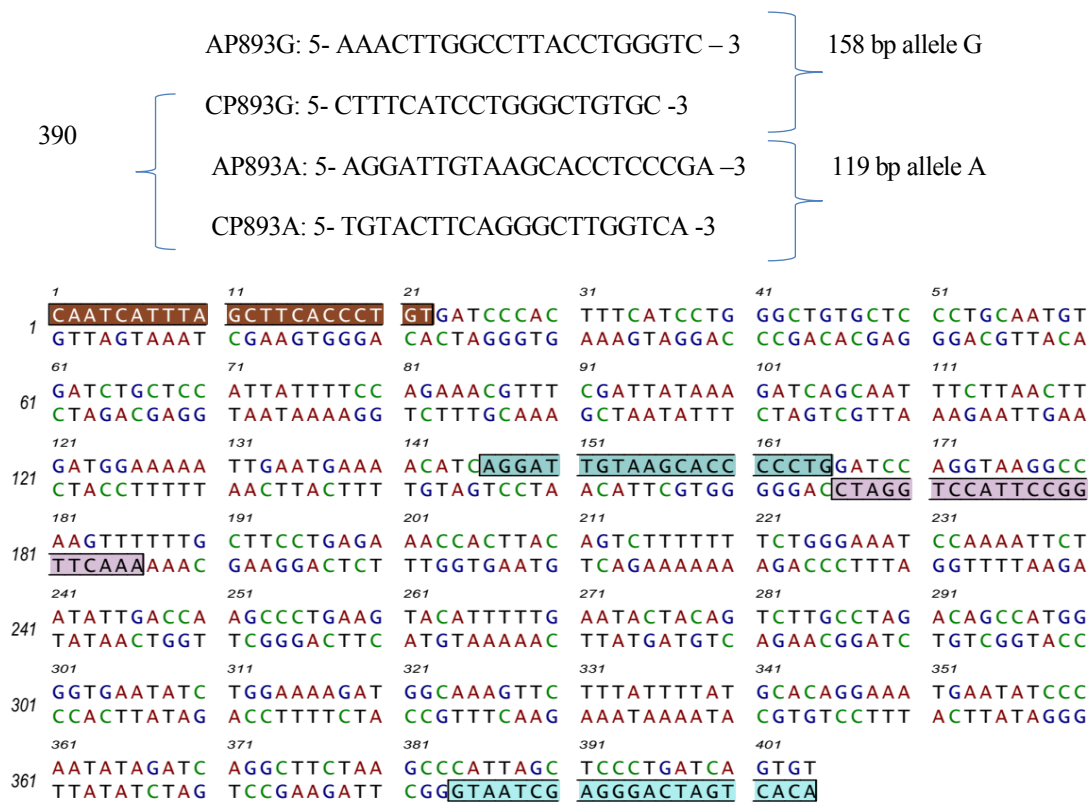 AP893G: 5- AAACTTGGCCTTACCTGGGTC – 3
158 bp allele G
CP893G: 5- CTTTCATCCTGGGCTGTGC -3
390
AP893A: 5- AGGATTGTAAGCACCTCCCGA –3
119 bp allele A
CP893A: 5- TGTACTTCAGGGCTTGGTCA -3
1 11 21 31 41 51
1
CAATCATTTA GCTTCACCCT GTGATCCCAC TTTCATCCTG GGCTGTGCTC CCTGCAATGT
GTTAGTAAAT CGAAGTGGGA CACTAGGGTG AAAGTAGGAC CCGACACGAG GGACGTTACA
61 71 81 91 101 111
61
GATCTGCTCC ATTATTTTCC AGAAACGTTT CGATTATAAA GATCAGCAAT TTCTTAACTT
CTAGACGAGG TAATAAAAGG TCTTTGCAAA GCTAATATTT CTAGTCGTTA AAGAATTGAA
121 131 141 151 161 171
121
GATGGAAAAA TTGAATGAAA ACATCAGGAT TGTAAGCACC CCCTGGATCC AGGTAAGGCC
CTACCTTTTT AACTTACTTT TGTAGTCCTA ACATTCGTGG GGGACCTAGG TCCATTCCGG
181 191 201 211 221 231
181
AAGTTTTTTG CTTCCTGAGA AACCACTTAC AGTCTTTTTT TCTGGGAAAT CCAAAATTCT
TTCAAAAAAC GAAGGACTCT TTGGTGAATG TCAGAAAAAA AGACCCTTTA GGTTTTAAGA
241 251 261 271 281 291
241
ATATTGACCA AGCCCTGAAG TACATTTTTG AATACTACAG TCTTGCCTAG ACAGCCATGG
TATAACTGGT TCGGGACTTC ATGTAAAAAC TTATGATGTC AGAACGGATC TGTCGGTACC
301 311 321 331 341 351
301
GGTGAATATC TGGAAAAGAT GGCAAAGTTC TTTATTTTAT GCACAGGAAA TGAATATCCC
CCACTTATAG ACCTTTTCTA CCGTTTCAAG AAATAAAATA CGTGTCCTTT ACTTATAGGG
361 371 381 391 401
361
AATATAGATC AGGCTTCTAA GCCCATTAGC TCCCTGATCA GTGT
TTATATCTAG TCCGAAGATT CGGGTAATCG AGGGACTAGT CACA